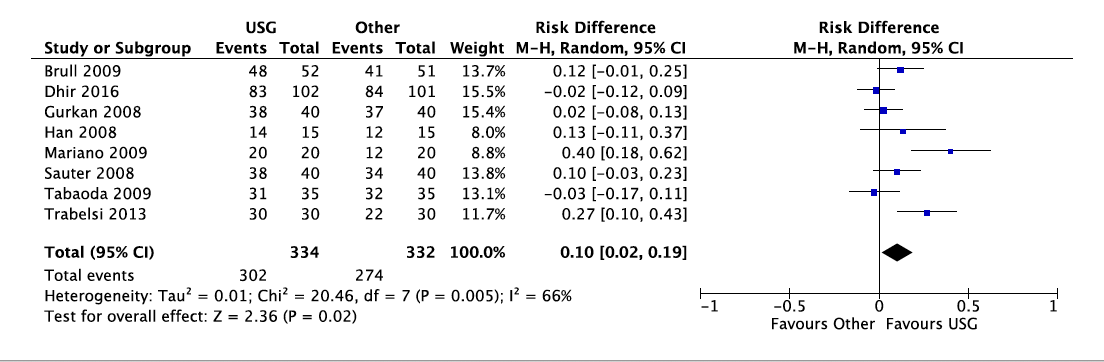 USG Other Risk Difference Risk Difference
Study or Subgroup Events Total Events Total Weight M-H, Random, 95% CI M-H, Random, 95% CI
Brull 2009 48 52 41 51 13.7% 0.12 [-0.01, 0.25]
Dhir 2016 83 102 84 101 15.5% -0.02 [-0.12, 0.09]
Gurkan 2008 38 40 37 40 15.4% 0.02 [-0.08, 0.13]
Han 2008 14 15 12 15 8.0% 0.13 [-0.11, 0.37]
Mariano 2009 20 20 12 20 8.8% 0.40 [0.18, 0.62]
Sauter 2008 38 40 34 40 13.8% 0.10 [-0.03, 0.23]
Tabaoda 2009 31 35 32 35 13.1% -0.03 [-0.17, 0.11]
Trabelsi 2013 30 30 22 30 11.7% 0.27 [0.10, 0.43]
Total (95% CI) 334 332 100.0% 0.10 [0.02, 0.19]
Total events 302 274
Heterogeneity: Tau² = 0.01; Chi² = 20.46, df = 7 (P = 0.005); I² = 66%
Test for overall effect: Z = 2.36 (P = 0.02)
-1 -0.5 0 0.5 1
Favours Other Favours USG